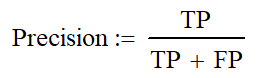 Precision := TP / (TP + FP)